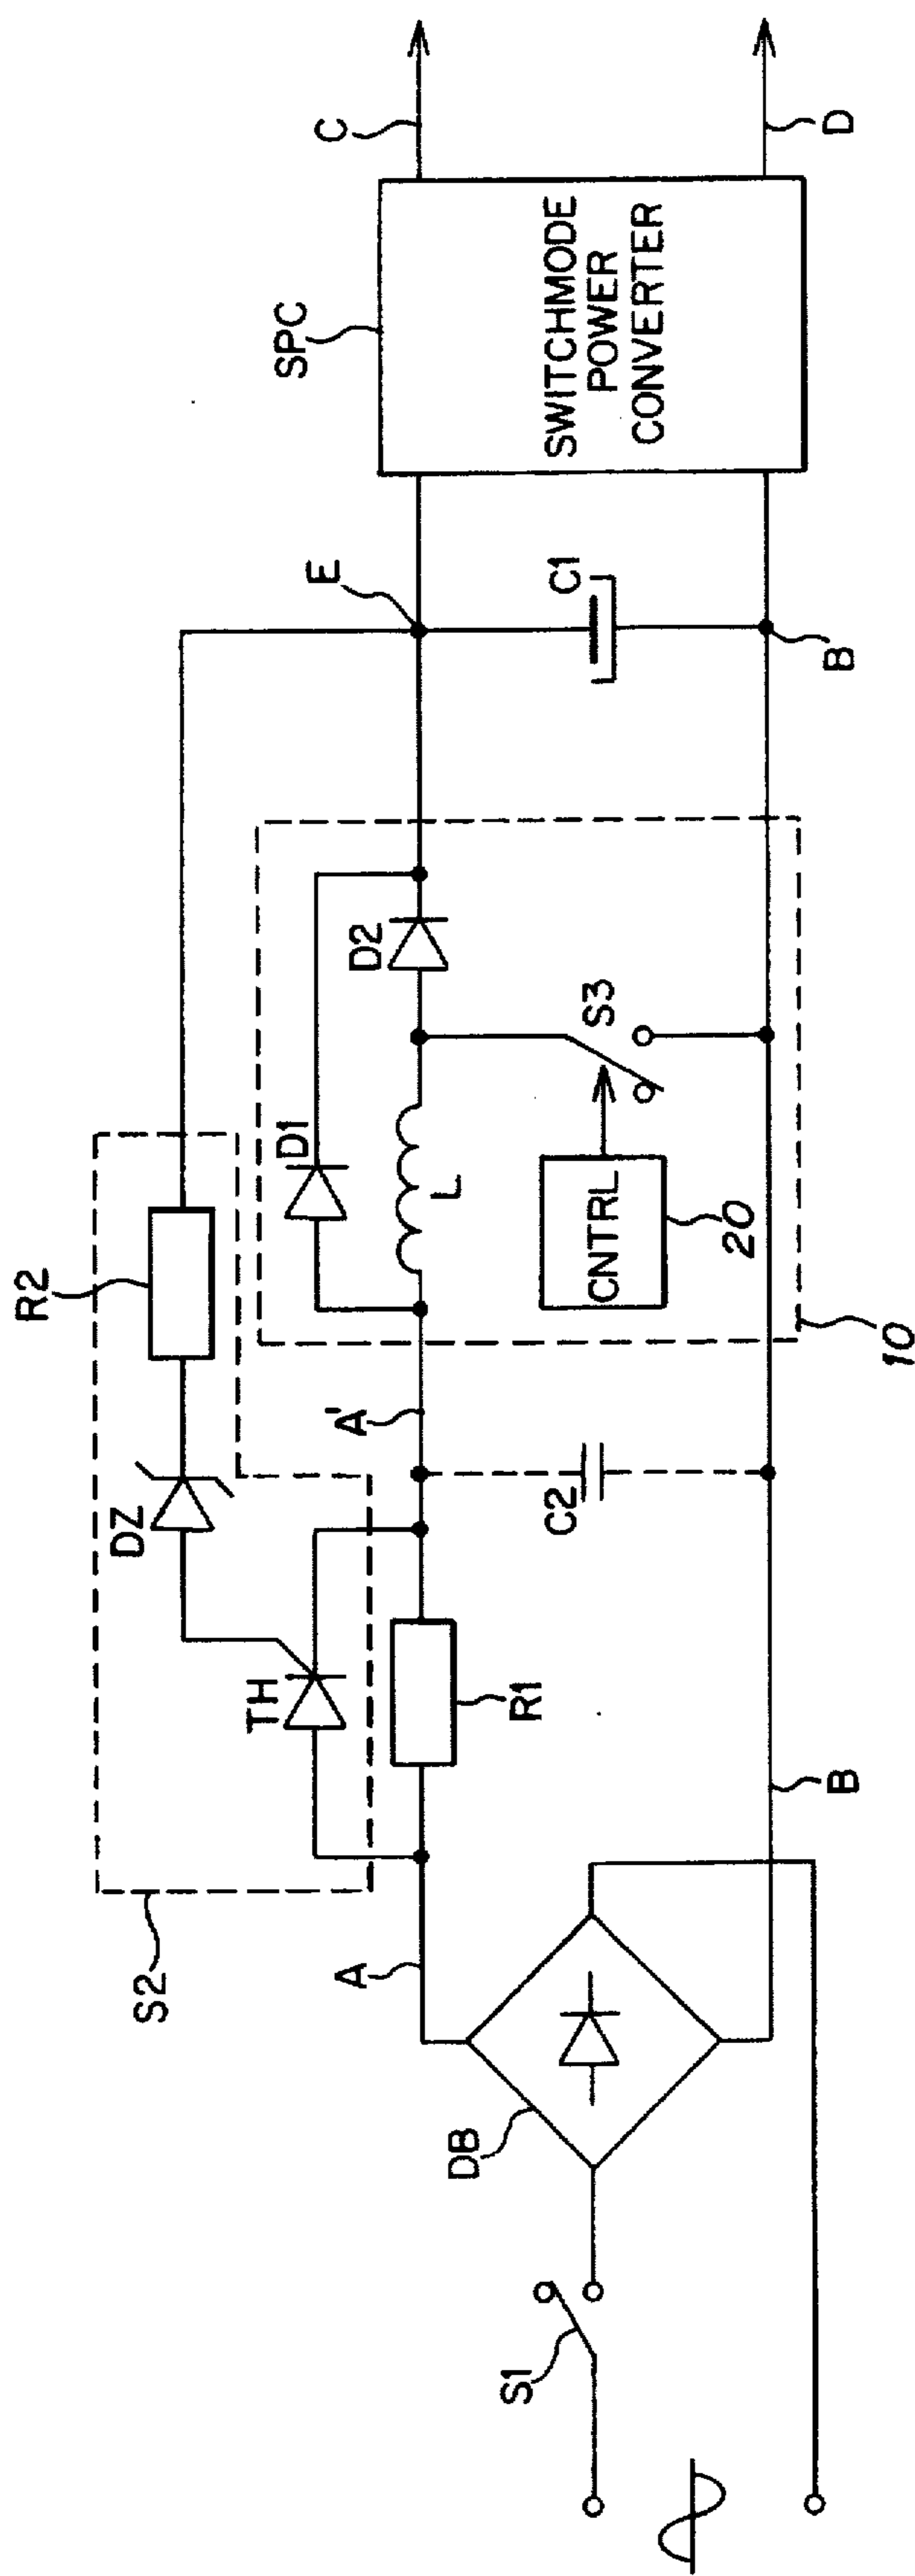 R2
DZ
TH
S2
D1
D2
L
S3
CNTRL
20
10
E
C1
B
SPC
SWITCHMODE
POWER
CONVERTER
C
D
A'
C2
R1
A
B
DB
S1